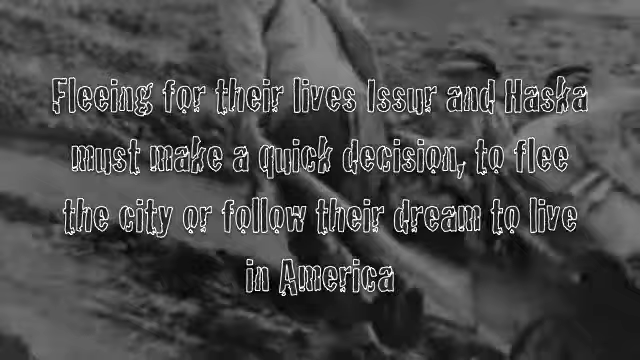 Fleeing for their lives Issur and Haska
must make a quick decision, to flee
the city or follow their dream to live
in America